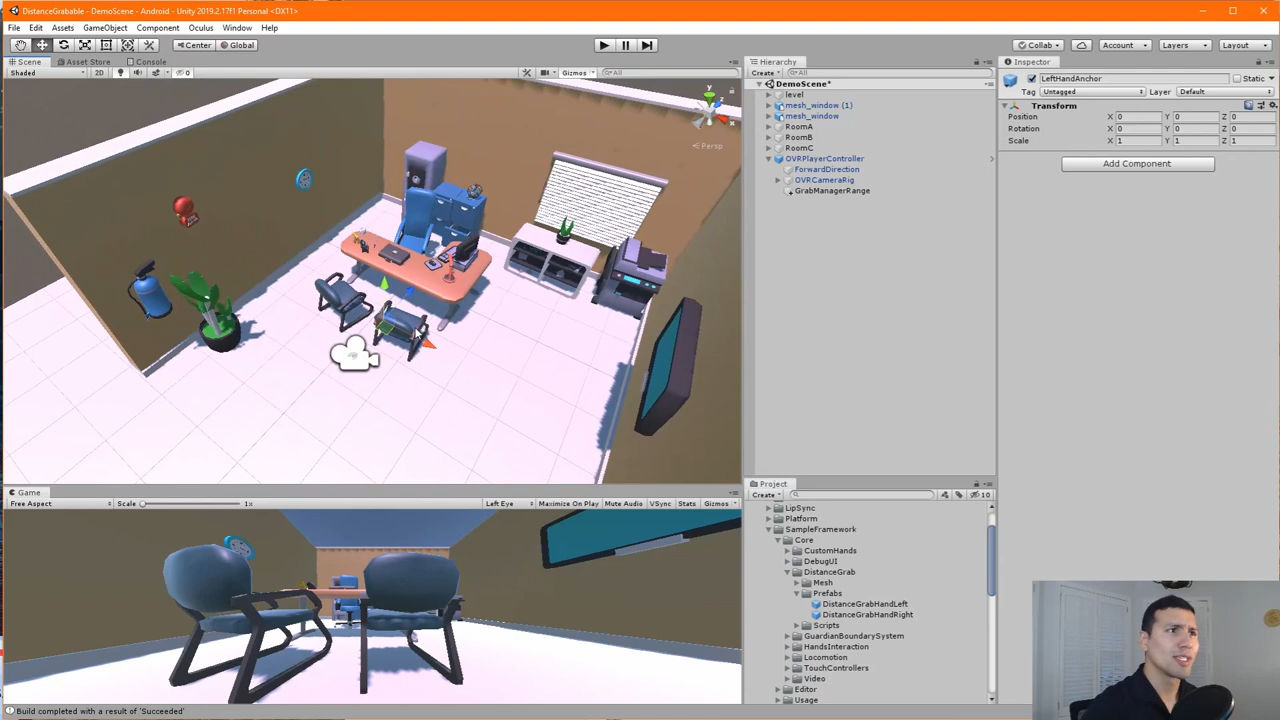 DistanceGrabable - DemoScene - Android - Unity 2019.2.17f1 Personal <DX11>
File Edit Assets GameObject Component Oculus Window Help
Center Global Collab Account Layers Layout
Scene Asset Store Console
Shaded 2D 0 Gizmos All
y
x
Persp
Hierarchy
Create All
DemoScene*
level
mesh_window (1)
mesh_window
RoomA
RoomB
RoomC
OVRPlayerController
ForwardDirection
OVRCameraRig
GrabManagerRange
Inspector
LeftHandAnchor Static
Tag Untagged Layer Default
Transform
Position X 0 Y 0 Z 0
Rotation X 0 Y 0 Z 0
Scale X 1 Y 1 Z 1
Add Component
Game
Free Aspect Scale 1x Left Eye Maximize On Play Mute Audio VSync Stats Gizmos
Project
Create 10
LipSync
Platform
SampleFramework
Core
CustomHands
DebugUI
DistanceGrab
Mesh
Prefabs
DistanceGrabHandLeft
DistanceGrabHandRight
Scripts
GuardianBoundarySystem
HandsInteraction
Locomotion
TouchControllers
Video
Editor
Usage
Build completed with a result of 'Succeeded'